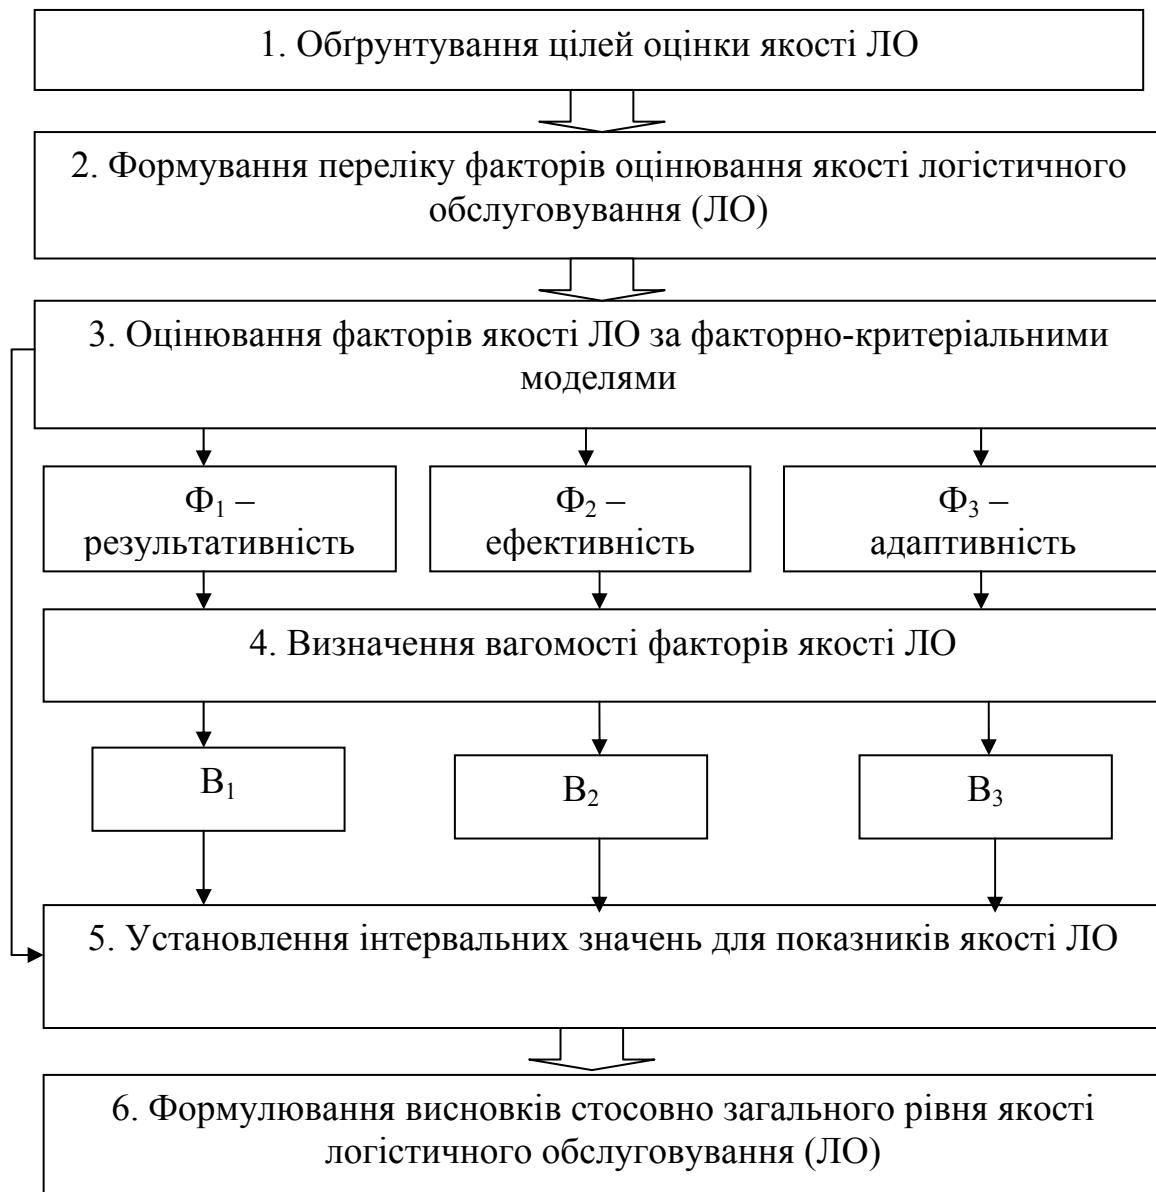 1. Обґрунтування цілей оцінки якості ЛО
2. Формування переліку факторів оцінювання якості логістичного
обслуговування (ЛО)
3. Оцінювання факторів якості ЛО за факторно-критеріальними
моделями
Ф₁ –
результативність
Ф₂ –
ефективність
Ф₃ –
адаптивність
4. Визначення вагомості факторів якості ЛО
В₁
В₂
В₃
5. Установлення інтервальних значень для показників якості ЛО
6. Формулювання висновків стосовно загального рівня якості
логістичного обслуговування (ЛО)